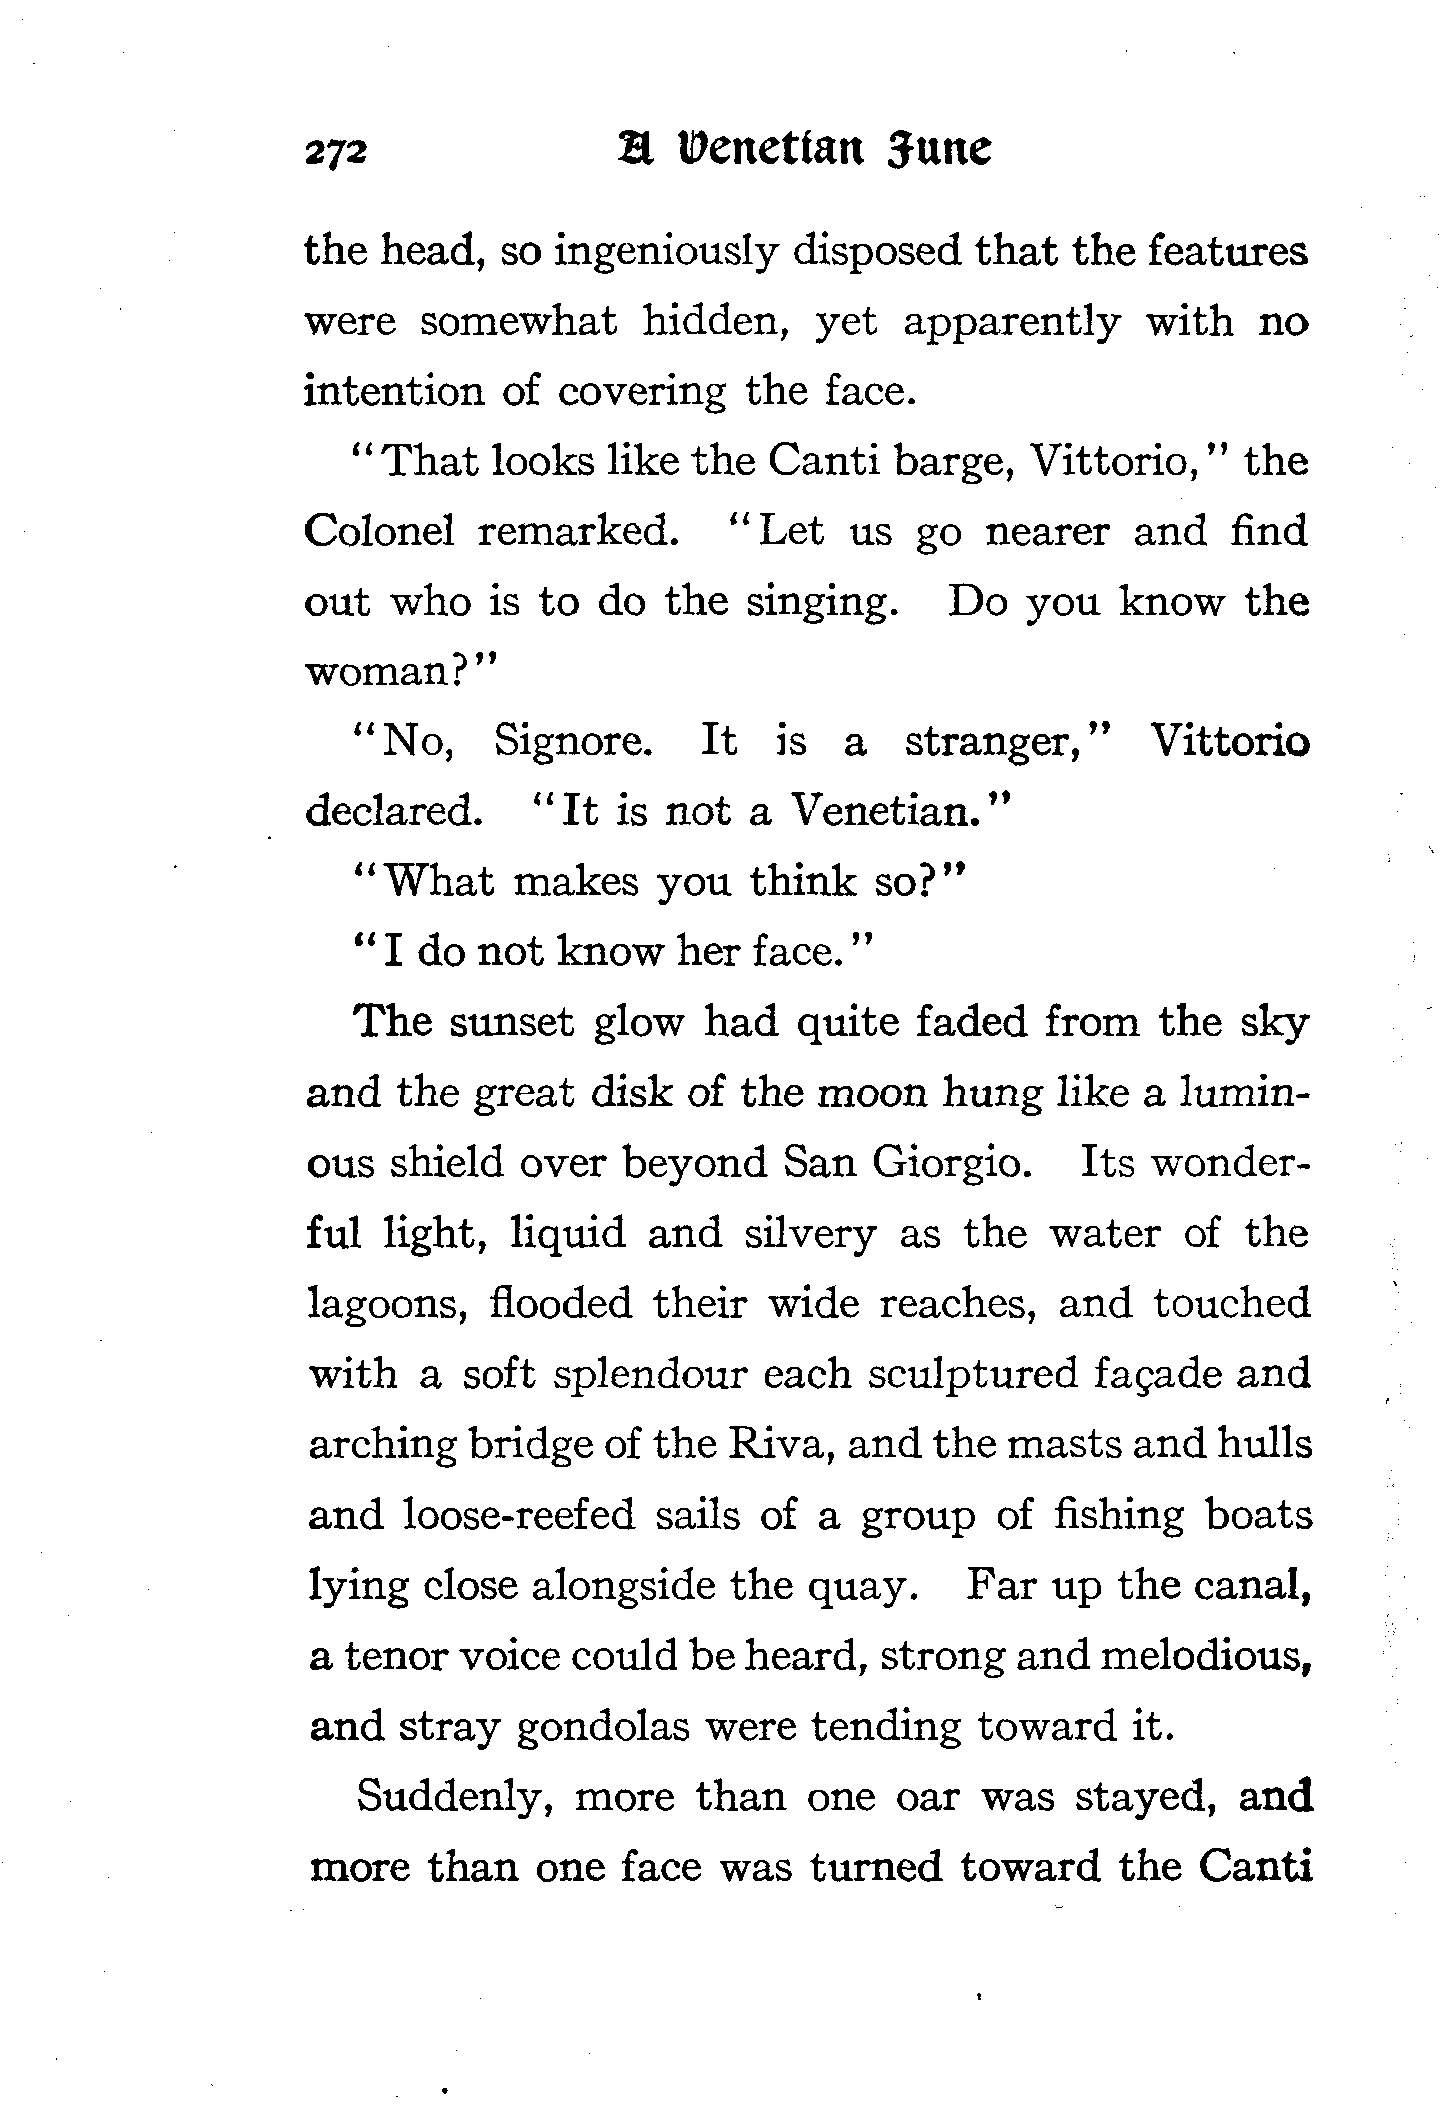 272 A Venetian June
the head, so ingeniously disposed that the features
were somewhat hidden, yet apparently with no
intention of covering the face.
"That looks like the Canti barge, Vittorio," the
Colonel remarked. "Let us go nearer and find
out who is to do the singing. Do you know the
woman?"
"No, Signore. It is a stranger," Vittorio
declared. "It is not a Venetian."
"What makes you think so?"
"I do not know her face."
The sunset glow had quite faded from the sky
and the great disk of the moon hung like a lumin-
ous shield over beyond San Giorgio. Its wonder-
ful light, liquid and silvery as the water of the
lagoons, flooded their wide reaches, and touched
with a soft splendour each sculptured façade and
arching bridge of the Riva, and the masts and hulls
and loose-reefed sails of a group of fishing boats
lying close alongside the quay. Far up the canal,
a tenor voice could be heard, strong and melodious,
and stray gondolas were tending toward it.
Suddenly, more than one oar was stayed, and
more than one face was turned toward the Canti